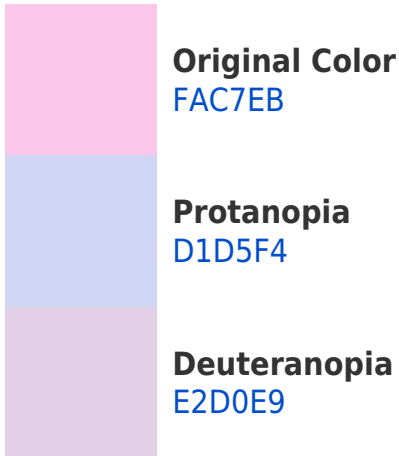 Original Color
FAC7EB
Protanopia
D1D5F4
Deuteranopia
E2D0E9